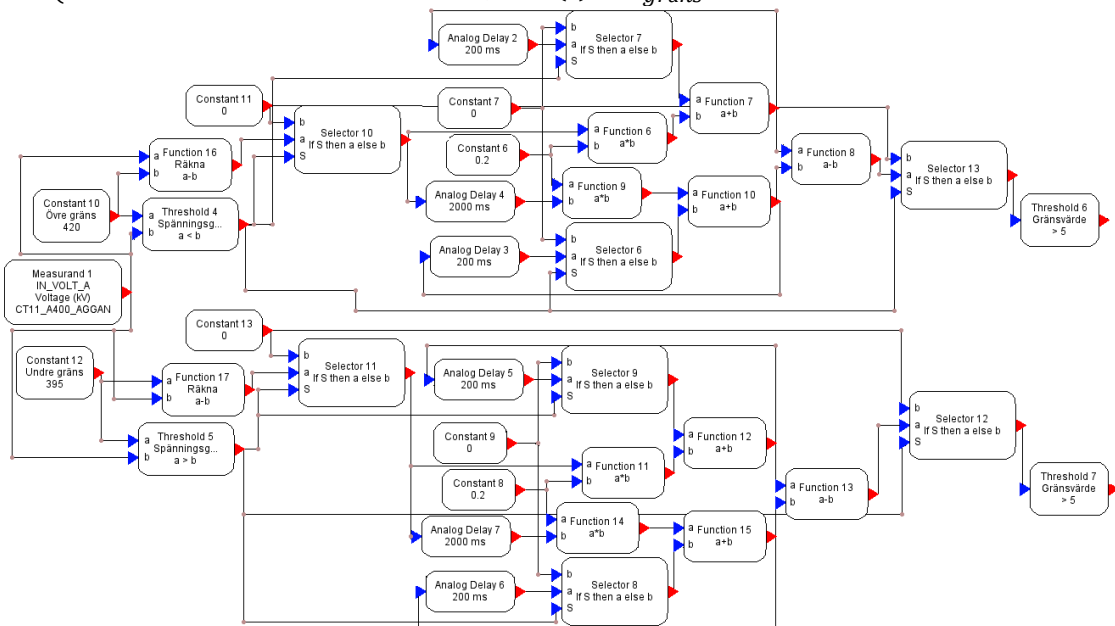 gräns
Analog Delay 2
200 ms
b
a
S
Selector 7
If S then a else b
Constant 11
0
Constant 7
0
a
b
Function 7
a+b
b
a
S
Selector 10
If S then a else b
a
b
Function 6
a*b
Constant 6
0.2
a
b
Function 16
Räkna
a-b
a
b
Function 8
a-b
b
a
S
Selector 13
If S then a else b
Constant 10
Övre gräns
420
a
b
Threshold 4
Spänningsg...
a < b
Analog Delay 4
2000 ms
a
b
Function 9
a*b
a
b
Function 10
a+b
Threshold 6
Gränsvärde
> 5
Analog Delay 3
200 ms
b
a
S
Selector 6
If S then a else b
Measurand 1
IN_VOLT_A
Voltage (kV)
CT11_A400_AGGAN
Constant 13
0
Constant 12
Undre gräns
395
a
b
Function 17
Räkna
a-b
b
a
S
Selector 11
If S then a else b
Analog Delay 5
200 ms
b
a
S
Selector 9
If S then a else b
b
a
S
Selector 12
If S then a else b
a
b
Threshold 5
Spänningsg...
a > b
Constant 9
0
a
b
Function 12
a+b
a
b
Function 11
a*b
Constant 8
0.2
a
b
Function 13
a-b
Threshold 7
Gränsvärde
> 5
Analog Delay 7
2000 ms
a
b
Function 14
a*b
a
b
Function 15
a+b
Analog Delay 6
200 ms
b
a
S
Selector 8
If S then a else b